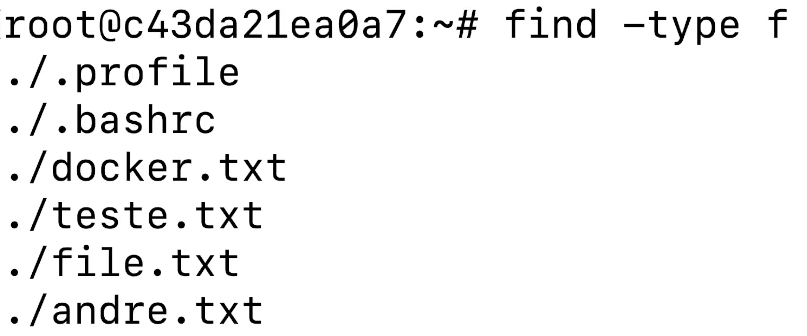 root@c43da21ea0a7:~# find -type f
./.profile
./.bashrc
./docker.txt
./teste.txt
./file.txt
./andre.txt